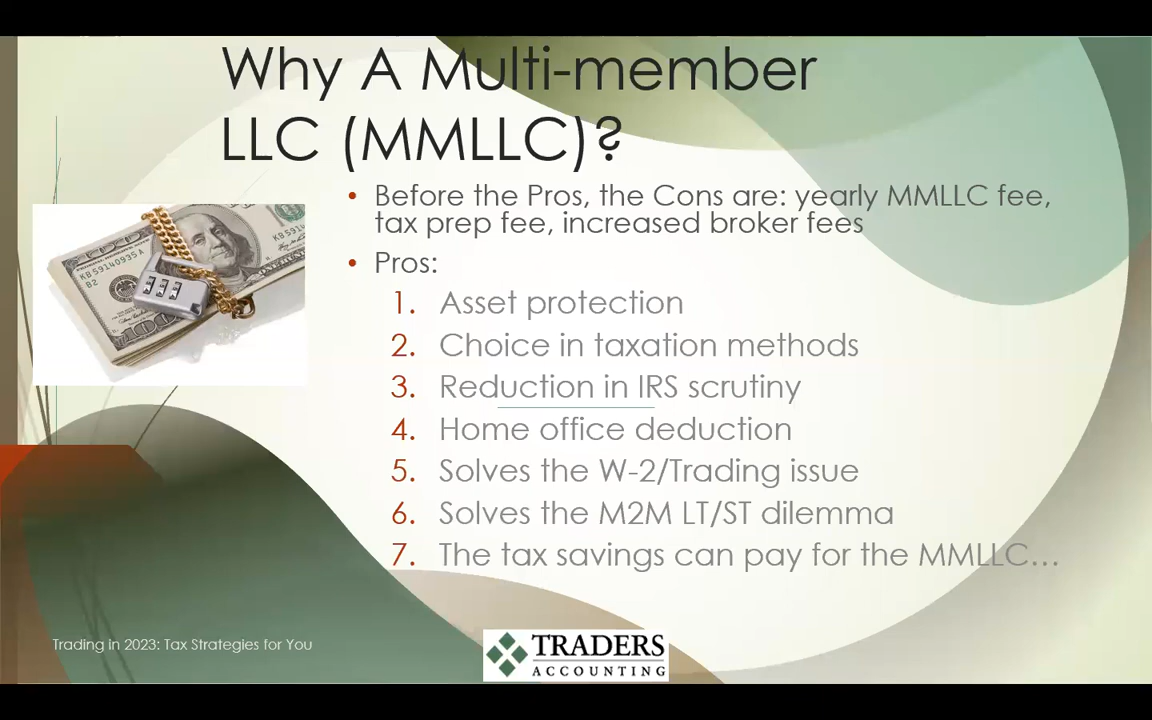 Why A Multi-member
LLC (MMLLC)?
• Before the Pros, the Cons are: yearly MMLLC fee,
tax prep fee, increased broker fees
• Pros:
1. Asset protection
2. Choice in taxation methods
3. Reduction in IRS scrutiny
4. Home office deduction
5. Solves the W-2/Trading issue
6. Solves the M2M LT/ST dilemma
7. The tax savings can pay for the MMLLC...
KB59140935A
B2
Trading in 2023: Tax Strategies for You
TRADERS
ACCOUNTING